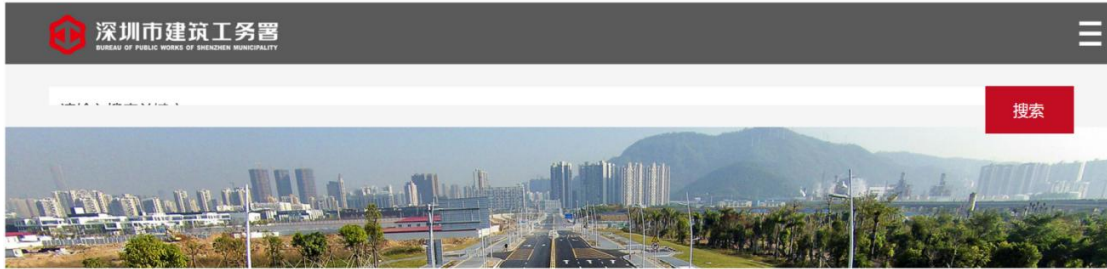 深圳市建筑工务署
BUREAU OF PUBLIC WORKS OF SHENZHEN MUNICIPALITY
搜索